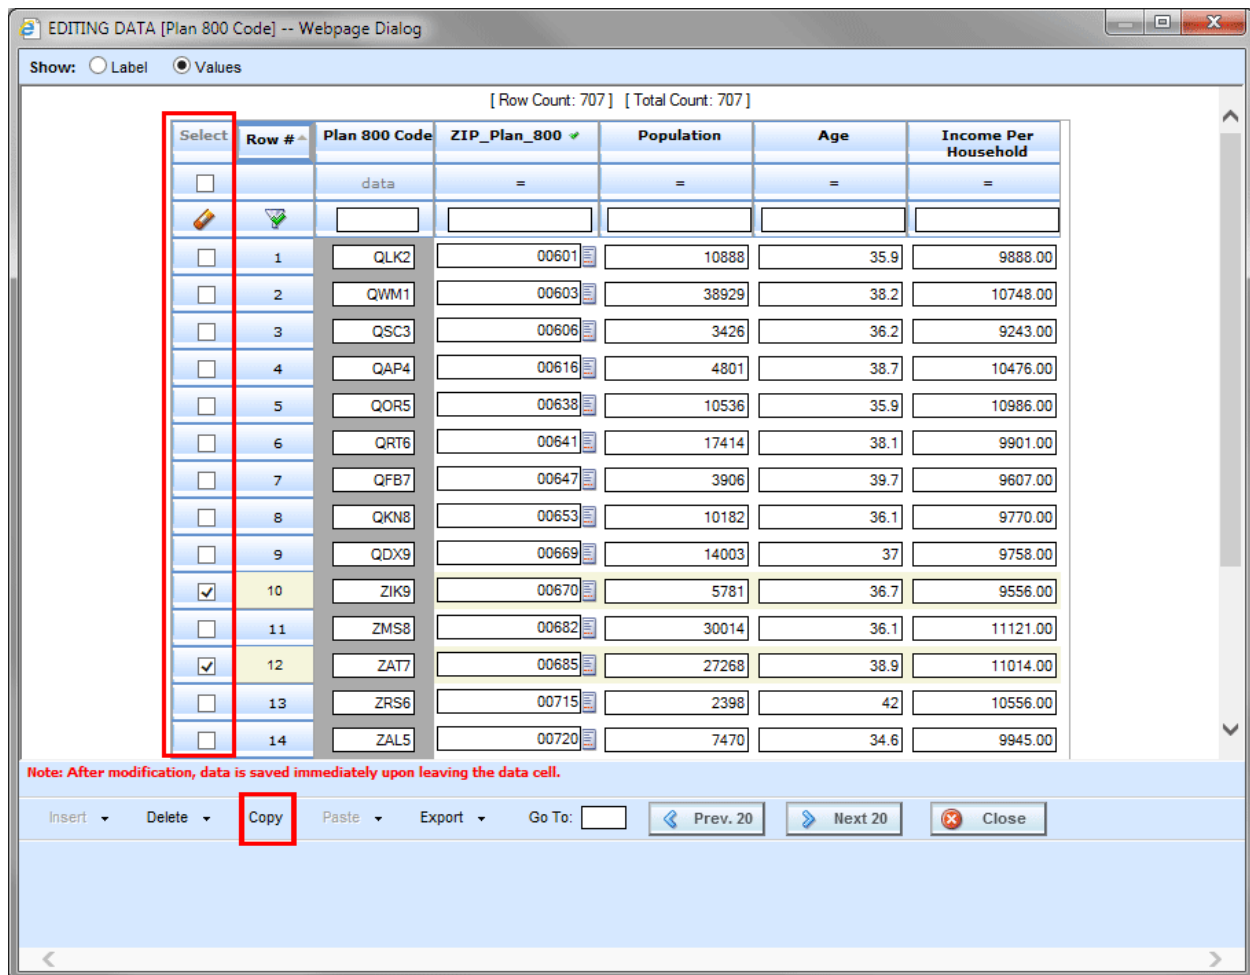 EDITING DATA [Plan 800 Code] -- Webpage Dialog
Show: Label Values
[ Row Count: 707 ] [ Total Count: 707 ]
Select Row # Plan 800 Code ZIP_Plan_800 Population Age Income Per Household
data = = = =
1 QLK2 00601 10888 35.9 9888.00
2 QWM1 00603 38929 38.2 10748.00
3 QSC3 00606 3426 36.2 9243.00
4 QAP4 00616 4801 38.7 10476.00
5 QOR5 00638 10536 35.9 10986.00
6 QRT6 00641 17414 38.1 9901.00
7 QFB7 00647 3906 39.7 9607.00
8 QKN8 00653 10182 36.1 9770.00
9 QDX9 00669 14003 37 9758.00
10 ZIK9 00670 5781 36.7 9556.00
11 ZMS8 00682 30014 36.1 11121.00
12 ZAT7 00685 27268 38.9 11014.00
13 ZRS6 00715 2398 42 10556.00
14 ZAL5 00720 7470 34.6 9945.00
Note: After modification, data is saved immediately upon leaving the data cell.
Insert Delete Copy Paste Export Go To: Prev. 20 Next 20 Close